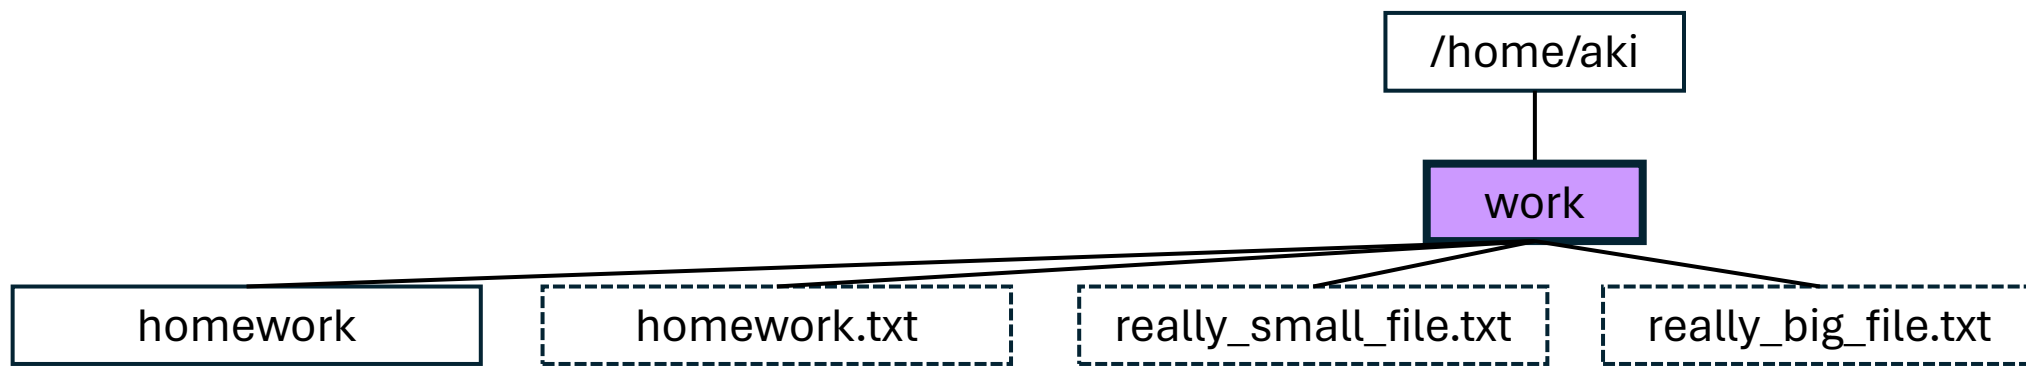 /home/aki
work
homework
homework.txt
really_small_file.txt
really_big_file.txt